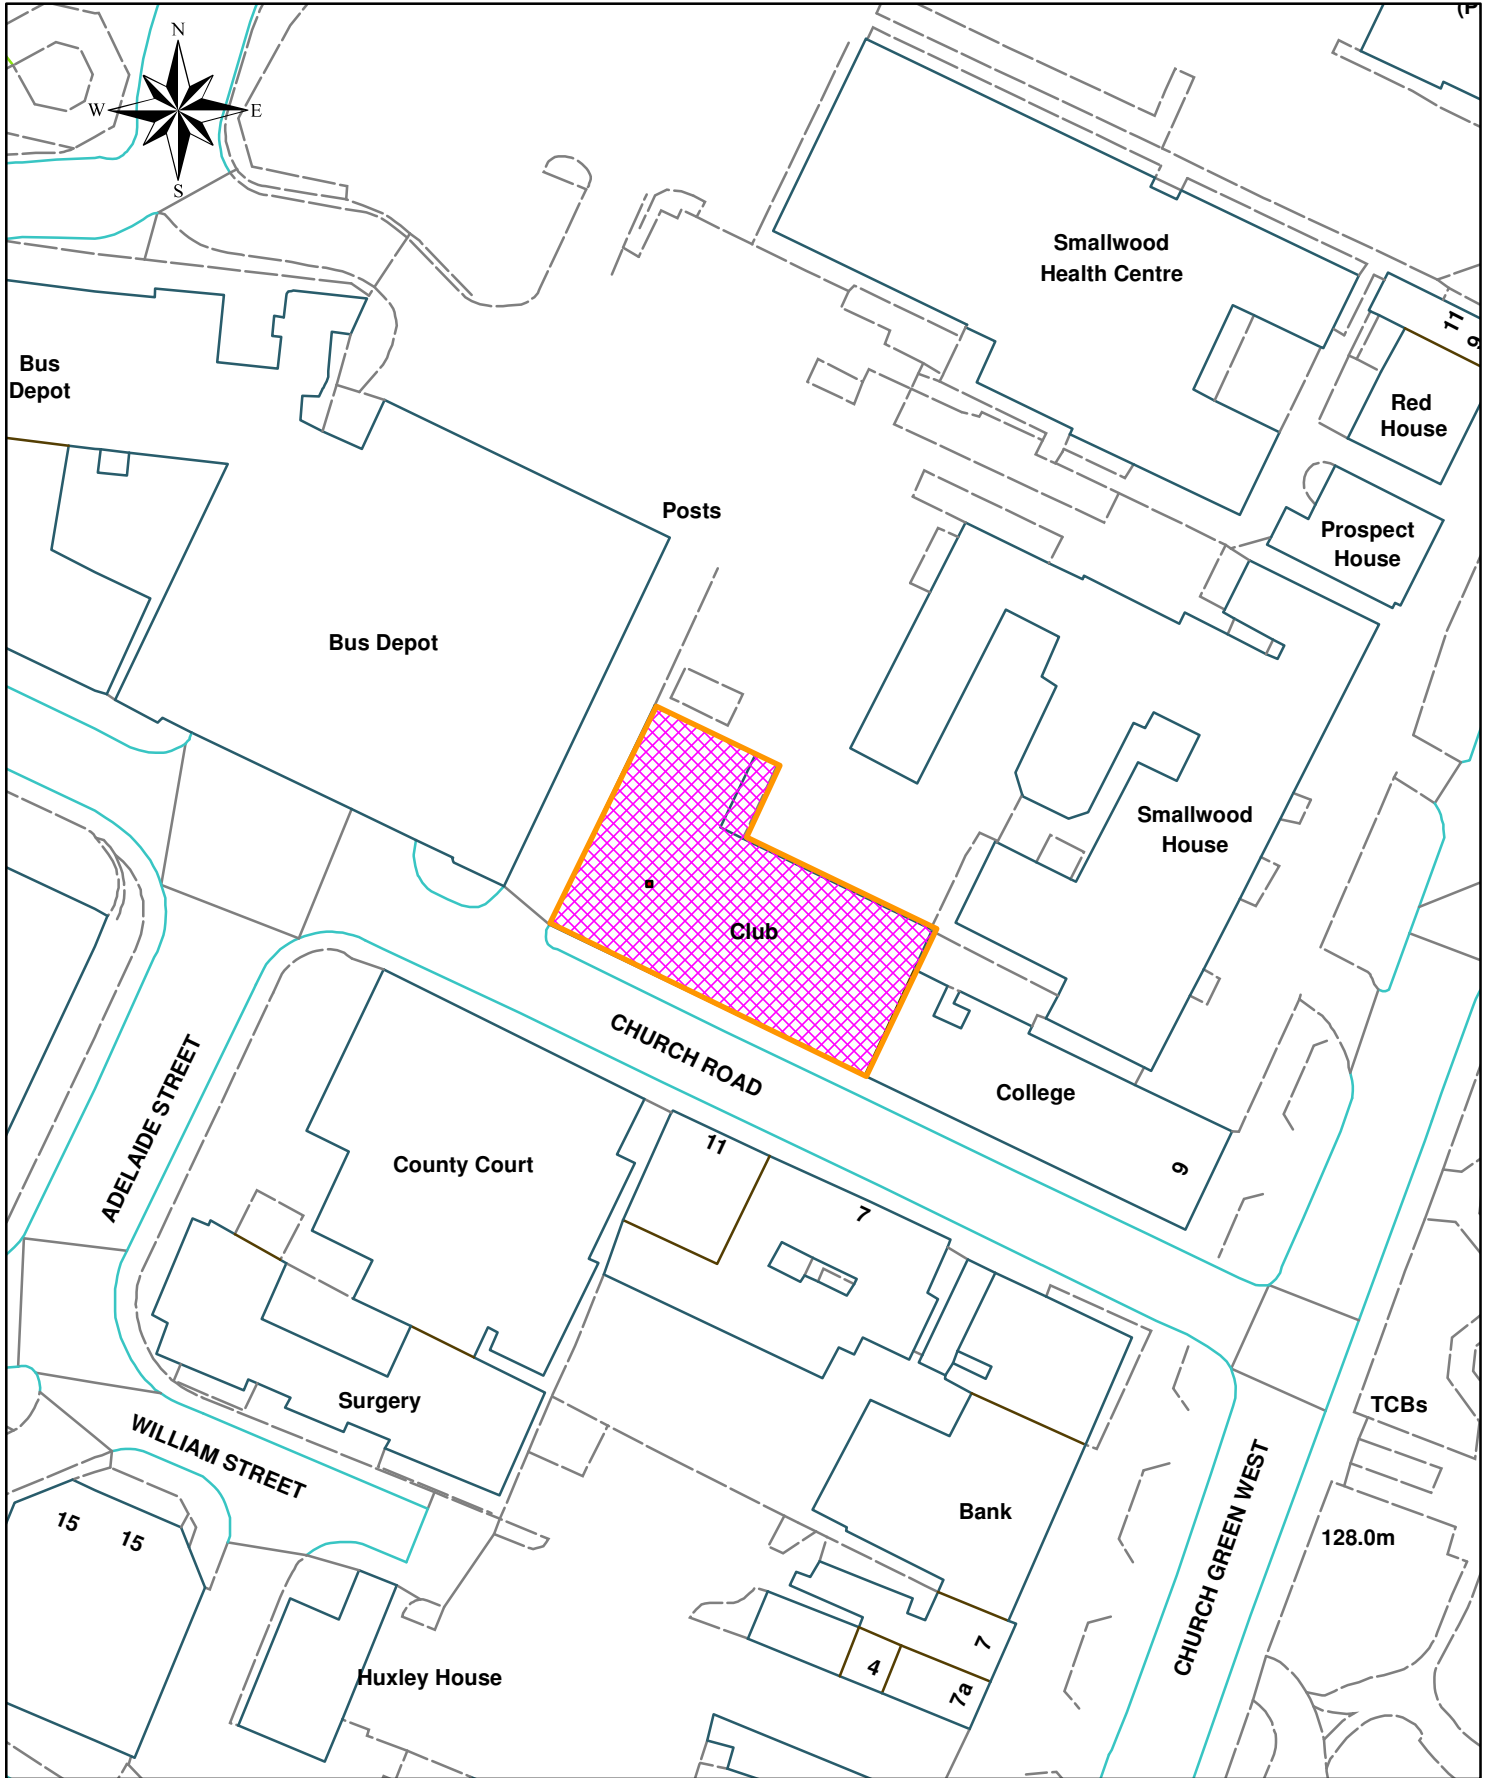 (P
N
W
E
S
Smallwood
Health Centre
11
9
Bus
Depot
Red
House
Posts
Prospect
House
Bus Depot
Smallwood
House
Club
CHURCH ROAD
College
ADELAIDE STREET
County Court
11
7
9
Surgery
TCBs
WILLIAM STREET
Bank
CHURCH GREEN WEST
15
15
128.0m
7
4
7a
Huxley House